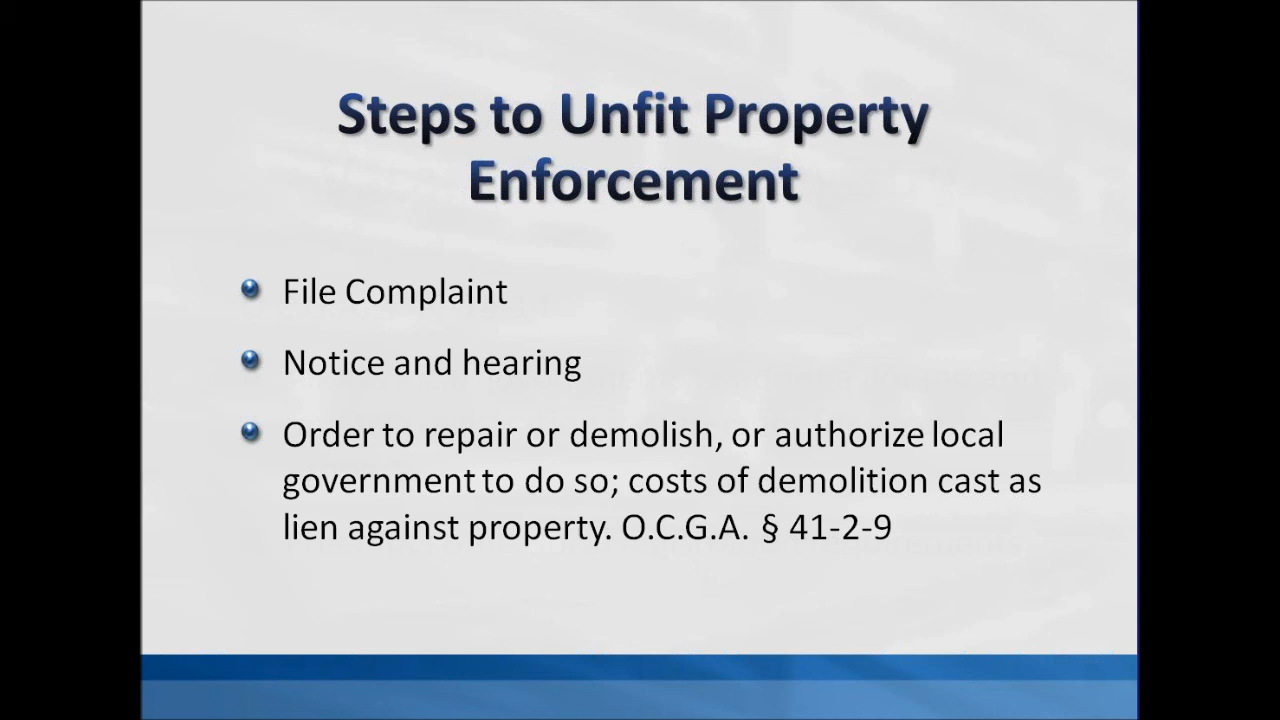 Steps to Unfit Property
Enforcement
File Complaint
Notice and hearing
Order to repair or demolish, or authorize local
government to do so; costs of demolition cast as
lien against property. O.C.G.A. § 41-2-9